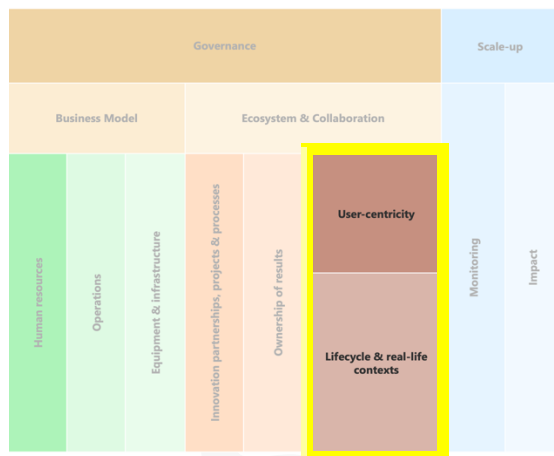 Governance
Scale-up
Business Model
Ecosystem & Collaboration
Human resources
Operations
Equipment & infrastructure
Innovation partnerships, projects & processes
Ownership of results
User-centricity
Lifecycle & real-life
contexts
Monitoring
Impact